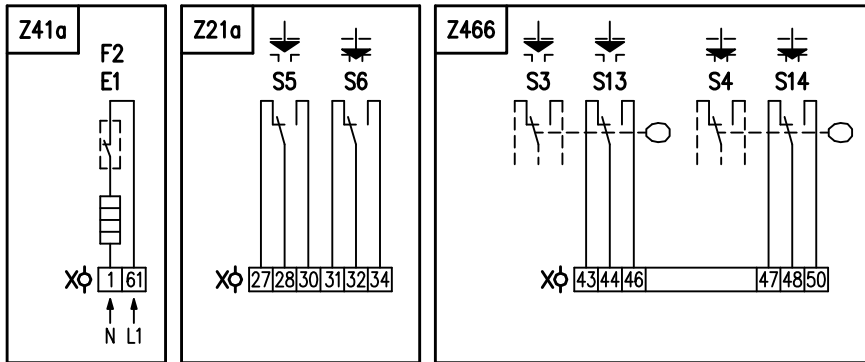 Z41a
F2
E1
X
1 61
N L1
Z21a
S5 S6
X
27 28 30 31 32 34
Z466
S3 S13 S4 S14
X
43 44 46 47 48 50